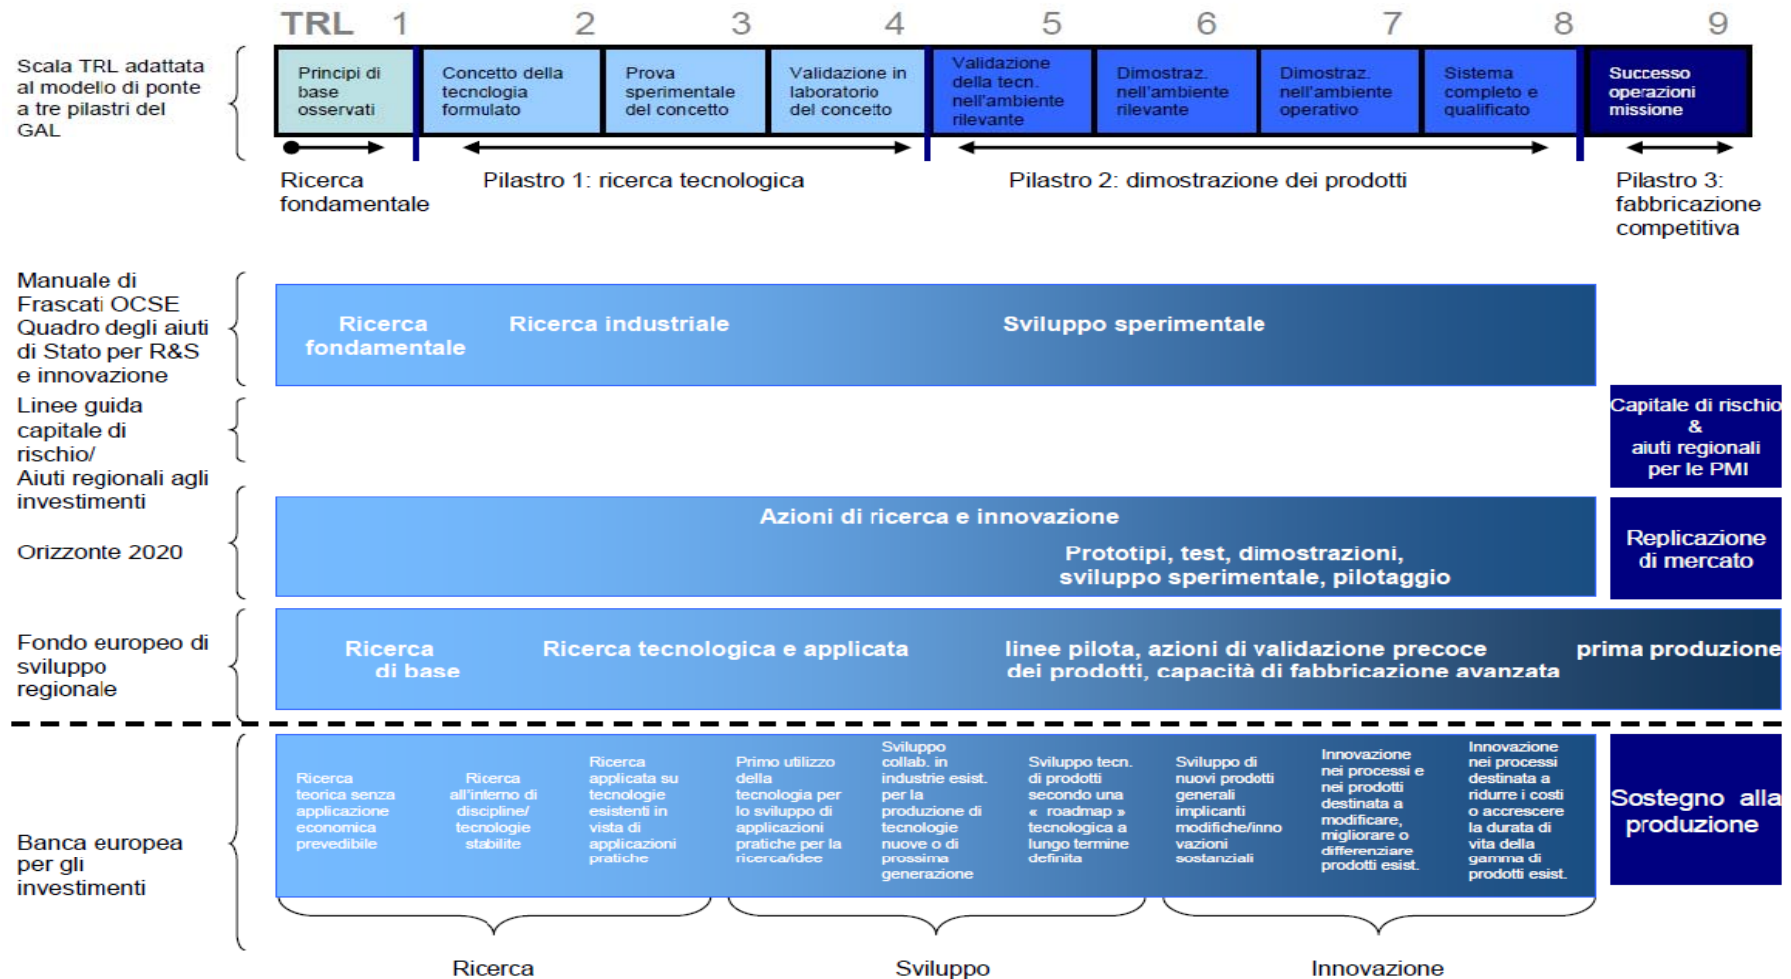 TRL 1 2 3 4 5 6 7 8 9
Scala TRL adattata
al modello di ponte
a tre pilastri del
GAL
Principi di
base
osservati
Concetto della
tecnologia
formulato
Prova
sperimentale
del concetto
Validazione in
laboratorio
del concetto
Validazione
della tecn.
nell'ambiente
rilevante
Dimostraz.
nell'ambiente
rilevante
Dimostraz.
nell'ambiente
operativo
Sistema
completo e
qualificato
Successo
operazioni
missione
Ricerca
fondamentale
Pilastro 1: ricerca tecnologica
Pilastro 2: dimostrazione dei prodotti
Pilastro 3:
fabbricazione
competitiva
Manuale di
Frascati OCSE
Quadro degli aiuti
di Stato per R&S
e innovazione
Ricerca
fondamentale
Ricerca industriale
Sviluppo sperimentale
Linee guida
capitale di
rischio/
Aiuti regionali agli
investimenti
Capitale di rischio
&
aiuti regionali
per le PMI
Orizzonte 2020
Azioni di ricerca e innovazione
Prototipi, test, dimostrazioni,
sviluppo sperimentale, pilotaggio
Replicazione
di mercato
Fondo europeo di
sviluppo
regionale
Ricerca
di base
Ricerca tecnologica e applicata
linee pilota, azioni di validazione precoce
dei prodotti, capacità di fabbricazione avanzata
prima produzione
Banca europea
per gli
investimenti
Ricerca
teorica senza
applicazione
economica
prevedibile
Ricerca
all'interno di
discipline/
tecnologie
stabilite
Ricerca
applicata su
tecnologie
esistenti in
vista di
applicazioni
pratiche
Primo utilizzo
della
tecnologia per
lo sviluppo di
applicazioni
pratiche per la
ricerca/idee
Sviluppo
collab. in
industrie esist.
per la
produzione di
tecnologie
nuove o di
prossima
generazione
Sviluppo tecn.
di prodotti
secondo una
« roadmap »
tecnologica a
lungo termine
definita
Sviluppo di
nuovi prodotti
generali
implicanti
modifiche/inno
vazioni
sostanziali
Innovazione
nei processi e
nei prodotti
destinata a
modificare,
migliorare o
differenziare
prodotti esist.
Innovazione
nei processi
destinata a
ridurre i costi
o accrescere
la durata di
vita della
gamma di
prodotti esist.
Sostegno alla
produzione
Ricerca
Sviluppo
Innovazione